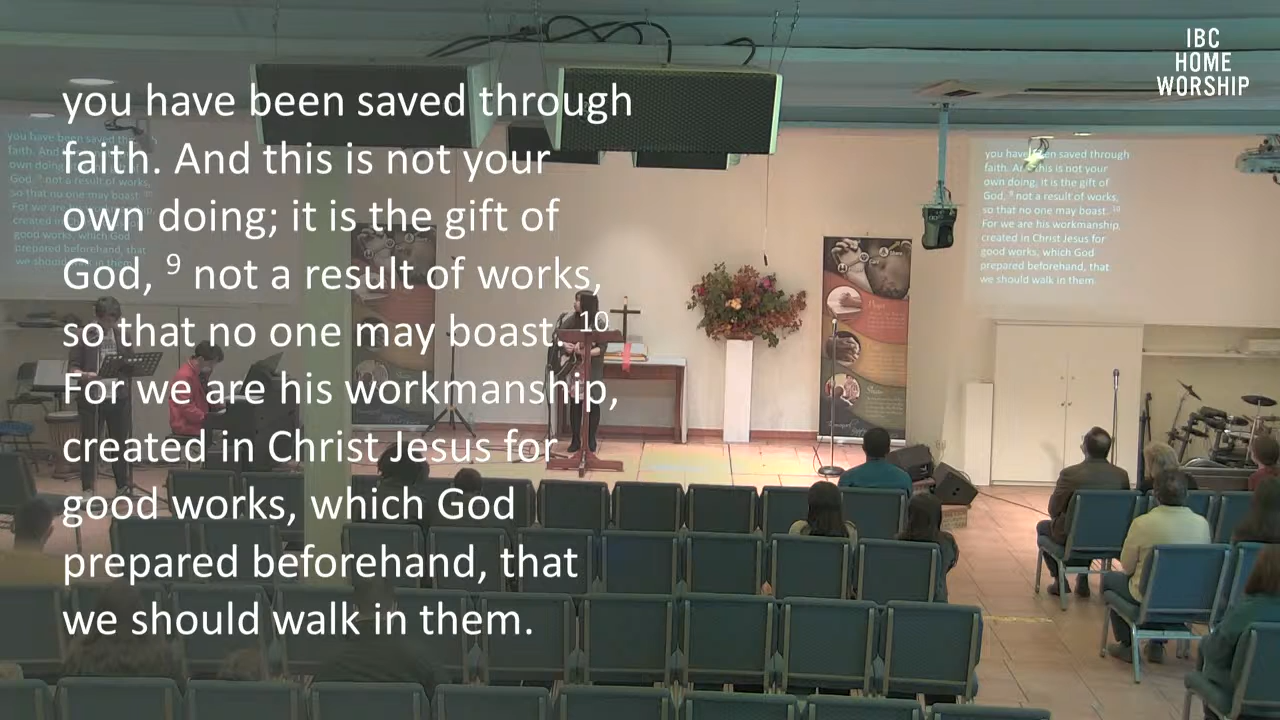 IBC
HOME
WORSHIP
you have been saved through
faith. And this is not your
own doing; it is the gift of
God, 9 not a result of works,
so that no one may boast. 10
For we are his workmanship,
created in Christ Jesus for
good works, which God
prepared beforehand, that
we should walk in them.
you have been saved through
faith. And this is not your
own doing; it is the gift of
God, 9 not a result of works,
so that no one may boast. 10
For we are his workmanship,
created in Christ Jesus for
good works, which God
prepared beforehand, that
we should walk in them.